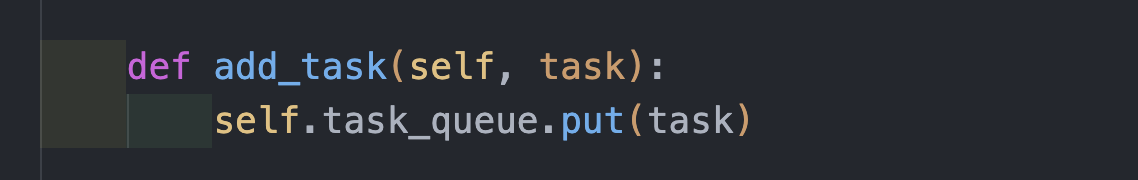 def add_task(self, task):
    self.task_queue.put(task)